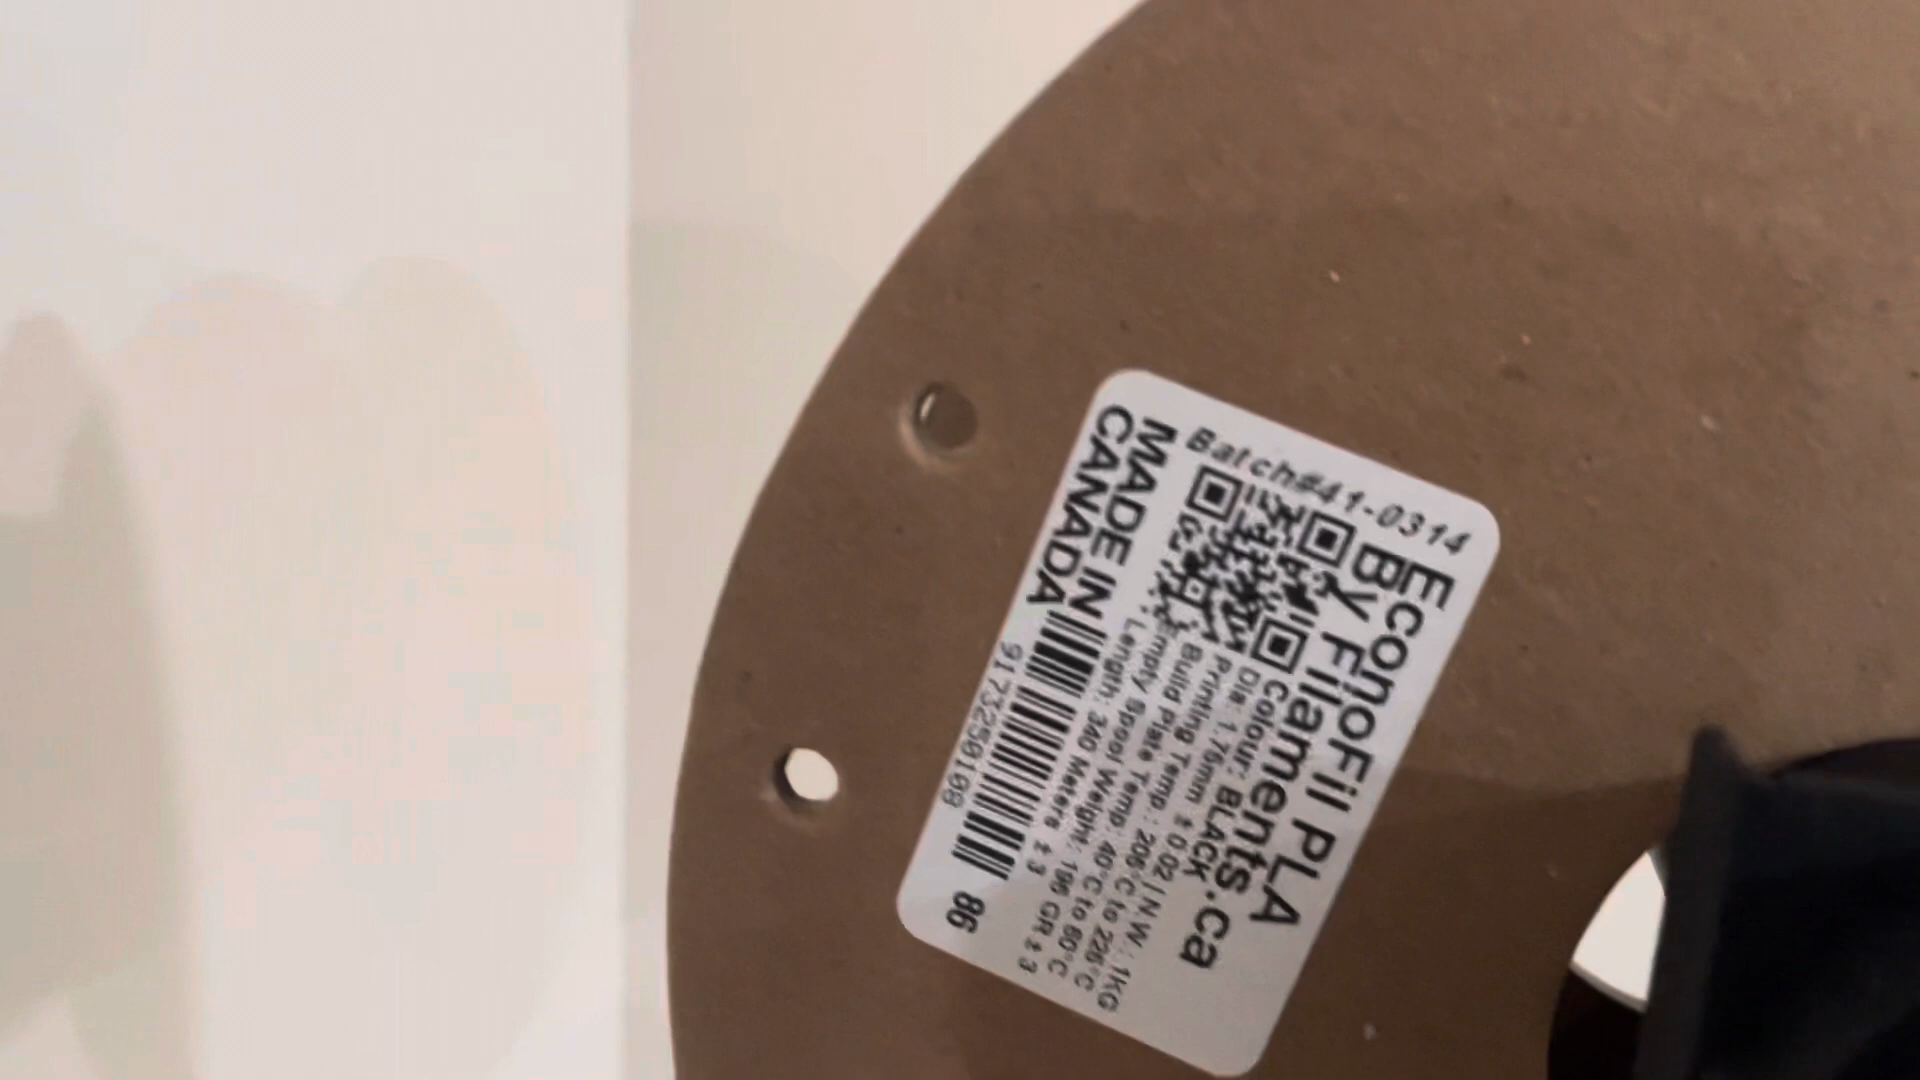 Batch#41-0314
EconoFil PLA
By Filaments.ca
Colour: BLACK
Dia: 1.75mm ± 0.02 / N.W.: 1KG
Printing Temp.: 205°C to 225°C
Build Plate Temp: 40°C to 60°C
Empty Spool Weight: 196 GR ± 3
Length: 340 Meters ± 3
MADE IN
CANADA
9173250108
86